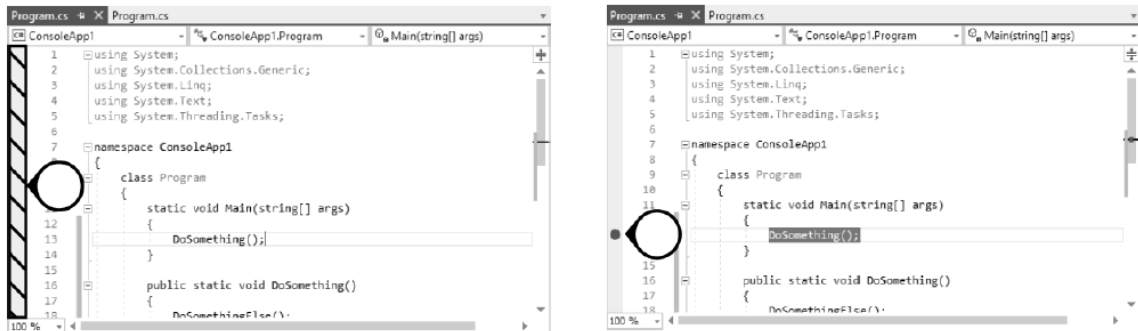 Program.cs Program.cs
ConsoleApp1 ConsoleApp1.Program Main(string[] args)
1 using System;
2 using System.Collections.Generic;
3 using System.Linq;
4 using System.Text;
5 using System.Threading.Tasks;
6
7 namespace ConsoleApp1
{
class Program
{
static void Main(string[] args)
12 {
13 DoSomething();
14 }
15
16 public static void DoSomething()
17 {
18 DoSomethingElse();
100 %
Program.cs Program.cs
ConsoleApp1 ConsoleApp1.Program Main(string[] args)
1 using System;
2 using System.Collections.Generic;
3 using System.Linq;
4 using System.Text;
5 using System.Threading.Tasks;
6
7 namespace ConsoleApp1
8 {
9 class Program
10 {
11 static void Main(string[] args)
{
DoSomething();
}
15
16 public static void DoSomething()
17 {
18 DoSomethingElse();
100 %